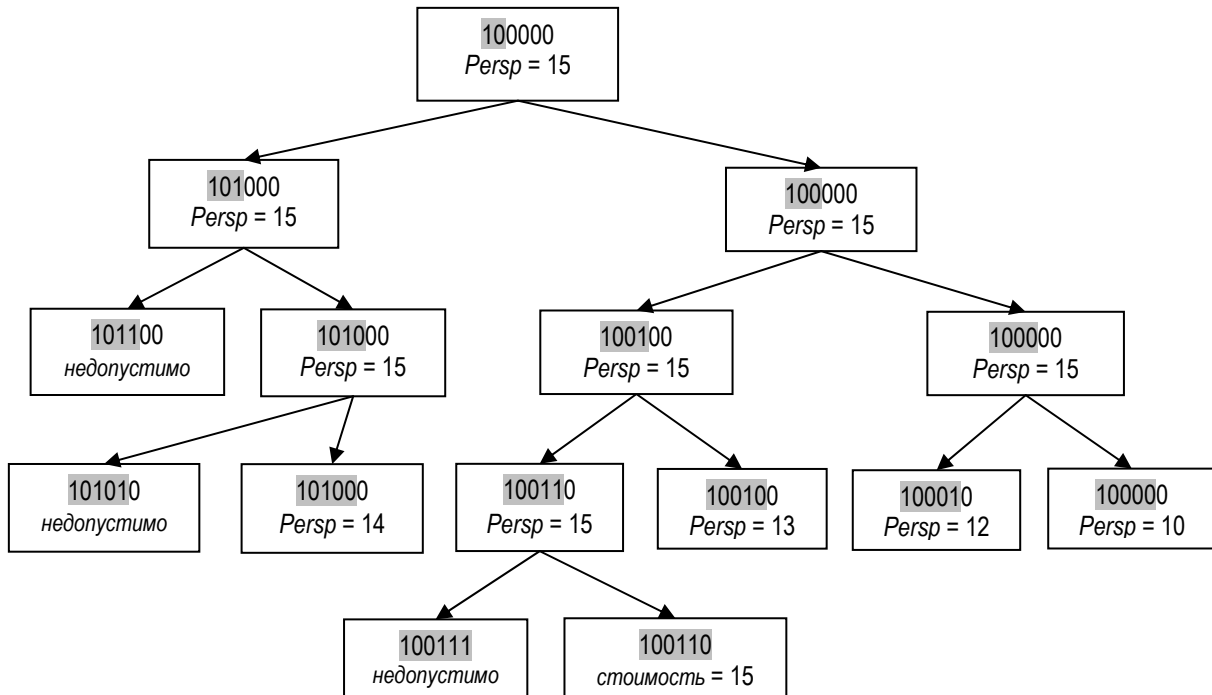 100000
Persp = 15
101000
Persp = 15
100000
Persp = 15
101100
недопустимо
101000
Persp = 15
100100
Persp = 15
100000
Persp = 15
101010
недопустимо
101000
Persp = 14
100110
Persp = 15
100100
Persp = 13
100010
Persp = 12
100000
Persp = 10
100111
недопустимо
100110
стоимость = 15